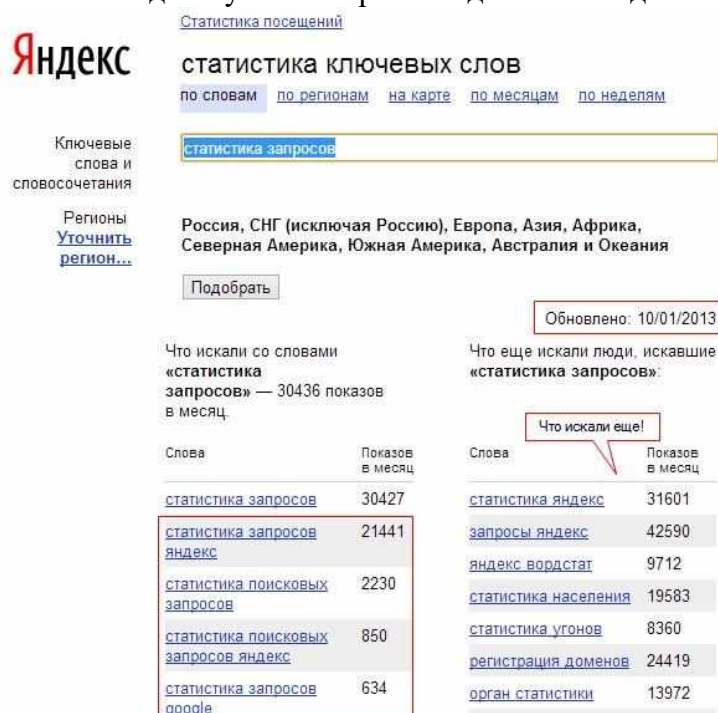 Статистика посещений
Яндекс
статистика ключевых слов
по словам по регионам на карте по месяцам по неделям
Ключевые
слова и
словосочетания
статистика запросов
Регионы
Уточнить
регион...
Россия, СНГ (исключая Россию), Европа, Азия, Африка,
Северная Америка, Южная Америка, Австралия и Океания
Подобрать
Обновлено: 10/01/2013
Что искали со словами
«статистика
запросов» — 30436 показов
в месяц.
Слова Показов
в месяц
статистика запросов 30427
статистика запросов 21441
яндекс
статистика поисковых 2230
запросов
статистика поисковых 850
запросов яндекс
статистика запросов 634
google
Что еще искали люди, искавшие
«статистика запросов»:
Что искали еще!
Слова Показов
в месяц
статистика яндекс 31601
запросы яндекс 42590
яндекс вордстат 9712
статистика населения 19583
статистика угонов 8360
регистрация доменов 24419
орган статистики 13972